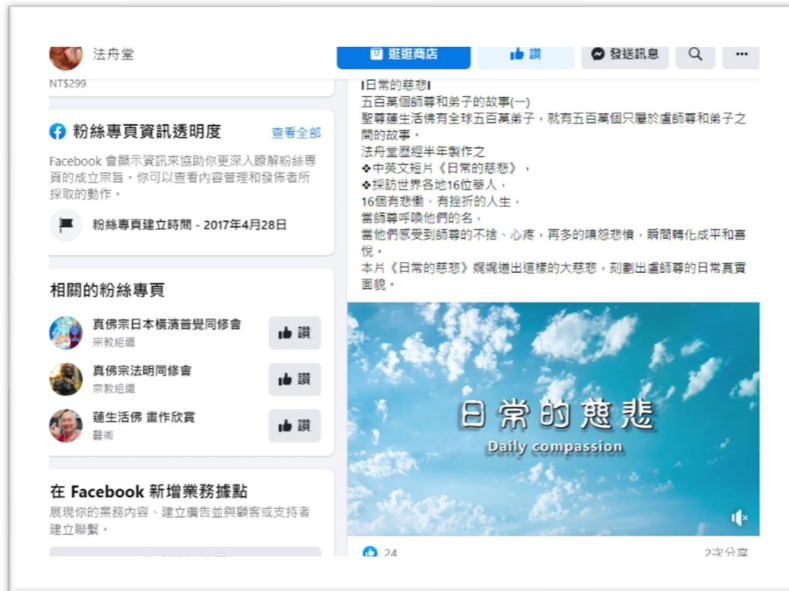 法舟堂
逛逛商店
讚
發送訊息
NT$299
粉絲專頁資訊透明度
查看全部
Facebook 會顯示資訊來協助你更深入瞭解粉絲專
頁的成立宗旨。你可以查看內容管理和發佈者所
採取的動作。
粉絲專頁建立時間 - 2017年4月28日
相關的粉絲專頁
真佛宗日本橫濱普覺同修會
宗教組織
讚
真佛宗法明同修會
宗教組織
讚
蓮生活佛 畫作欣賞
藝術
讚
在 Facebook 新增業務據點
展現你的業務內容、建立廣告並與顧客或支持者
建立聯繫。
l日常的慈悲l
五百萬個師尊和弟子的故事(一)
聖尊蓮生活佛有全球五百萬弟子，就有五百萬個只屬於盧師尊和弟子之
間的故事。
法舟堂歷經半年製作之
❖中英文短片《日常的慈悲》，
❖採訪世界各地16位華人，
16個有悲慟、有挫折的人生，
當師尊呼喚他們的名，
當他們感受到師尊的不捨、心疼，再多的嗔怨悲憤，瞬間轉化成平和喜
悅。
本片《日常的慈悲》娓娓道出這樣的大慈悲，刻劃出盧師尊的日常真實
面貌。
日常的慈悲
Daily compassion
24
2次分享